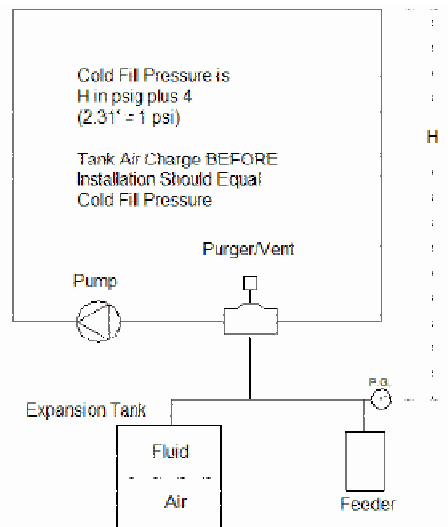 Cold Fill Pressure is
H in psig plus 4
(2.31' = 1 psi)
Tank Air Charge BEFORE
Installation Should Equal
Cold Fill Pressure
H
Purger/Vent
Pump
P.G.
Expansion Tank
Fluid
Air
Feeder